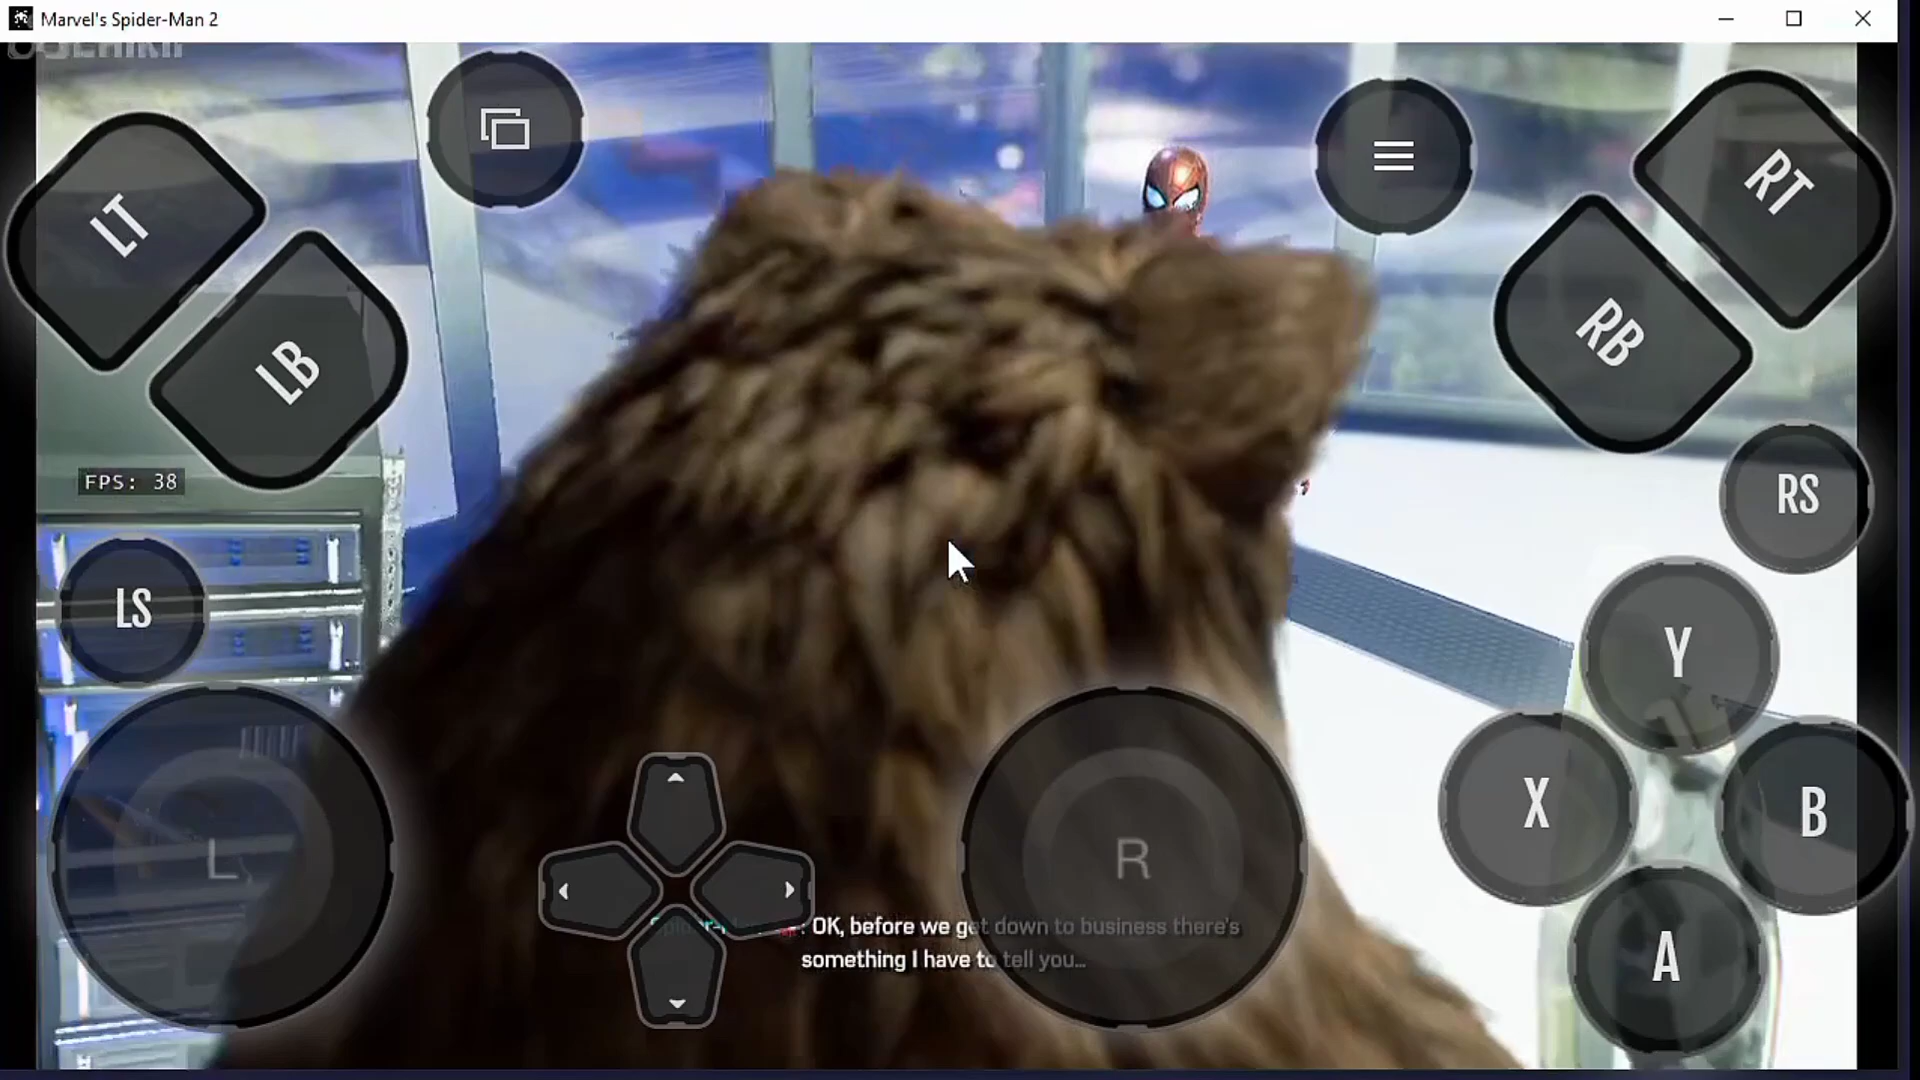 Marvel's Spider-Man 2
LT
LB
RT
RB
FPS: 38
RS
LS
Y
X
B
A
L
R
: OK, before we get down to business there's
something I have to tell you...